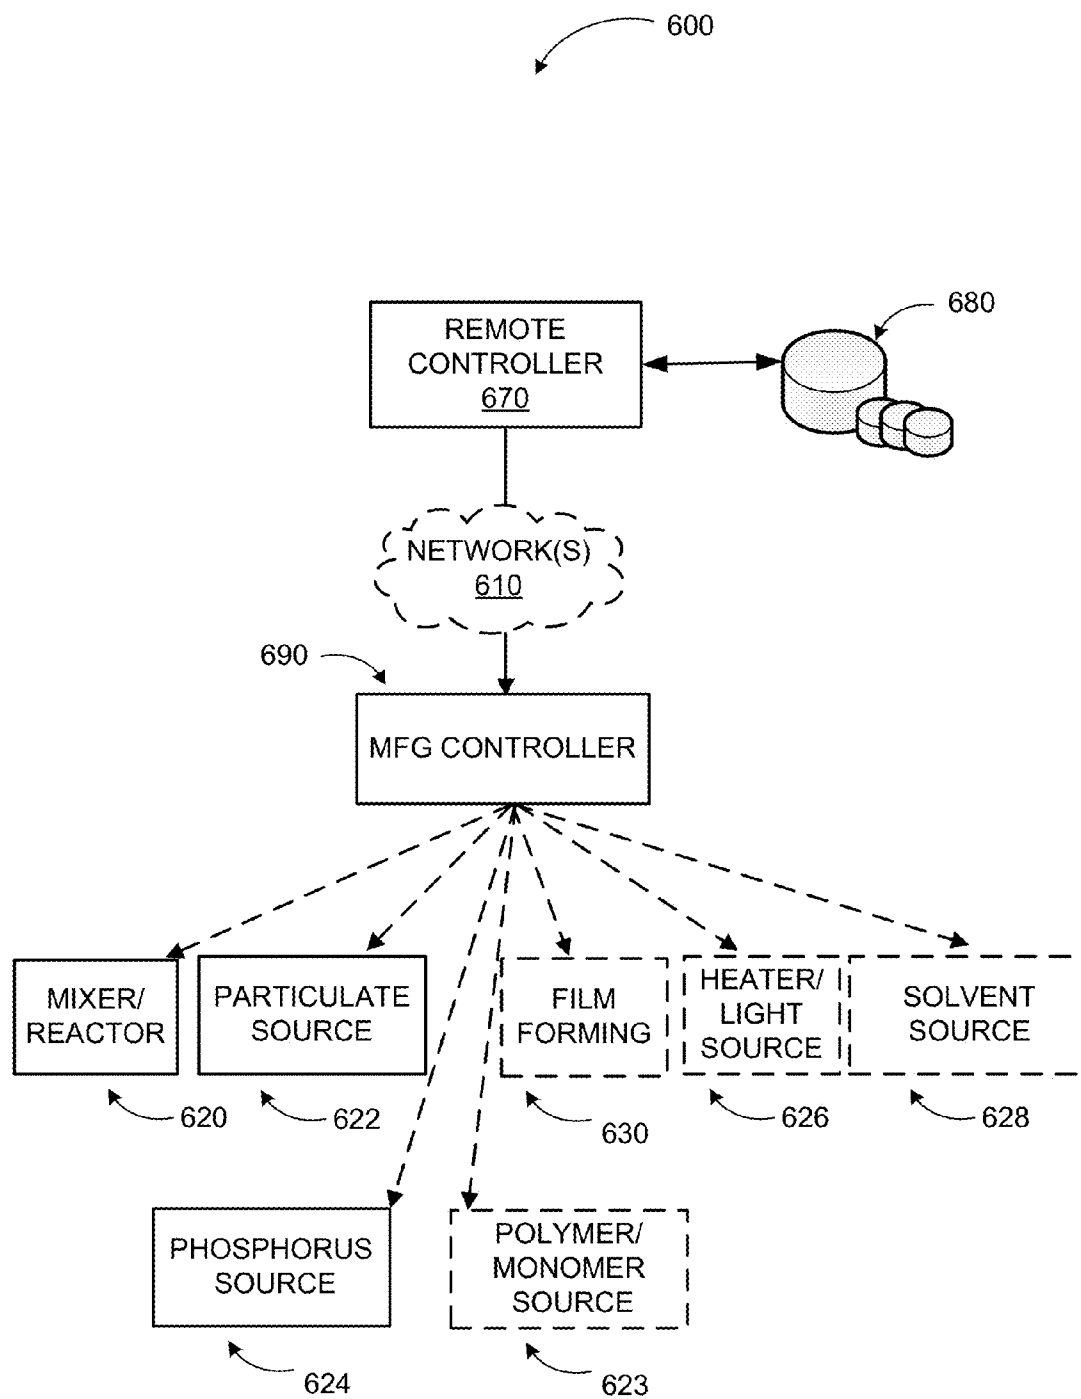 600
REMOTE
CONTROLLER
670
680
NETWORK(S)
610
690
MFG CONTROLLER
MIXER/
REACTOR
PARTICULATE
SOURCE
FILM
FORMING
HEATER/
LIGHT
SOURCE
SOLVENT
SOURCE
620
622
630
626
628
PHOSPHORUS
SOURCE
POLYMER/
MONOMER
SOURCE
624
623